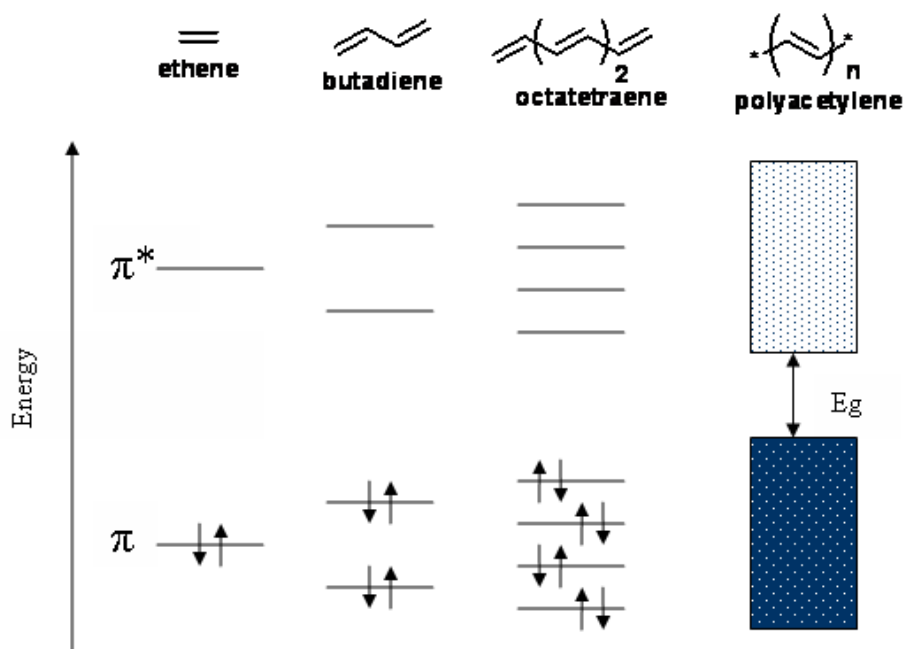 ethene
butadiene
2
octatetraene
* * n
polyacetylene
π*
π
Energy
Eg